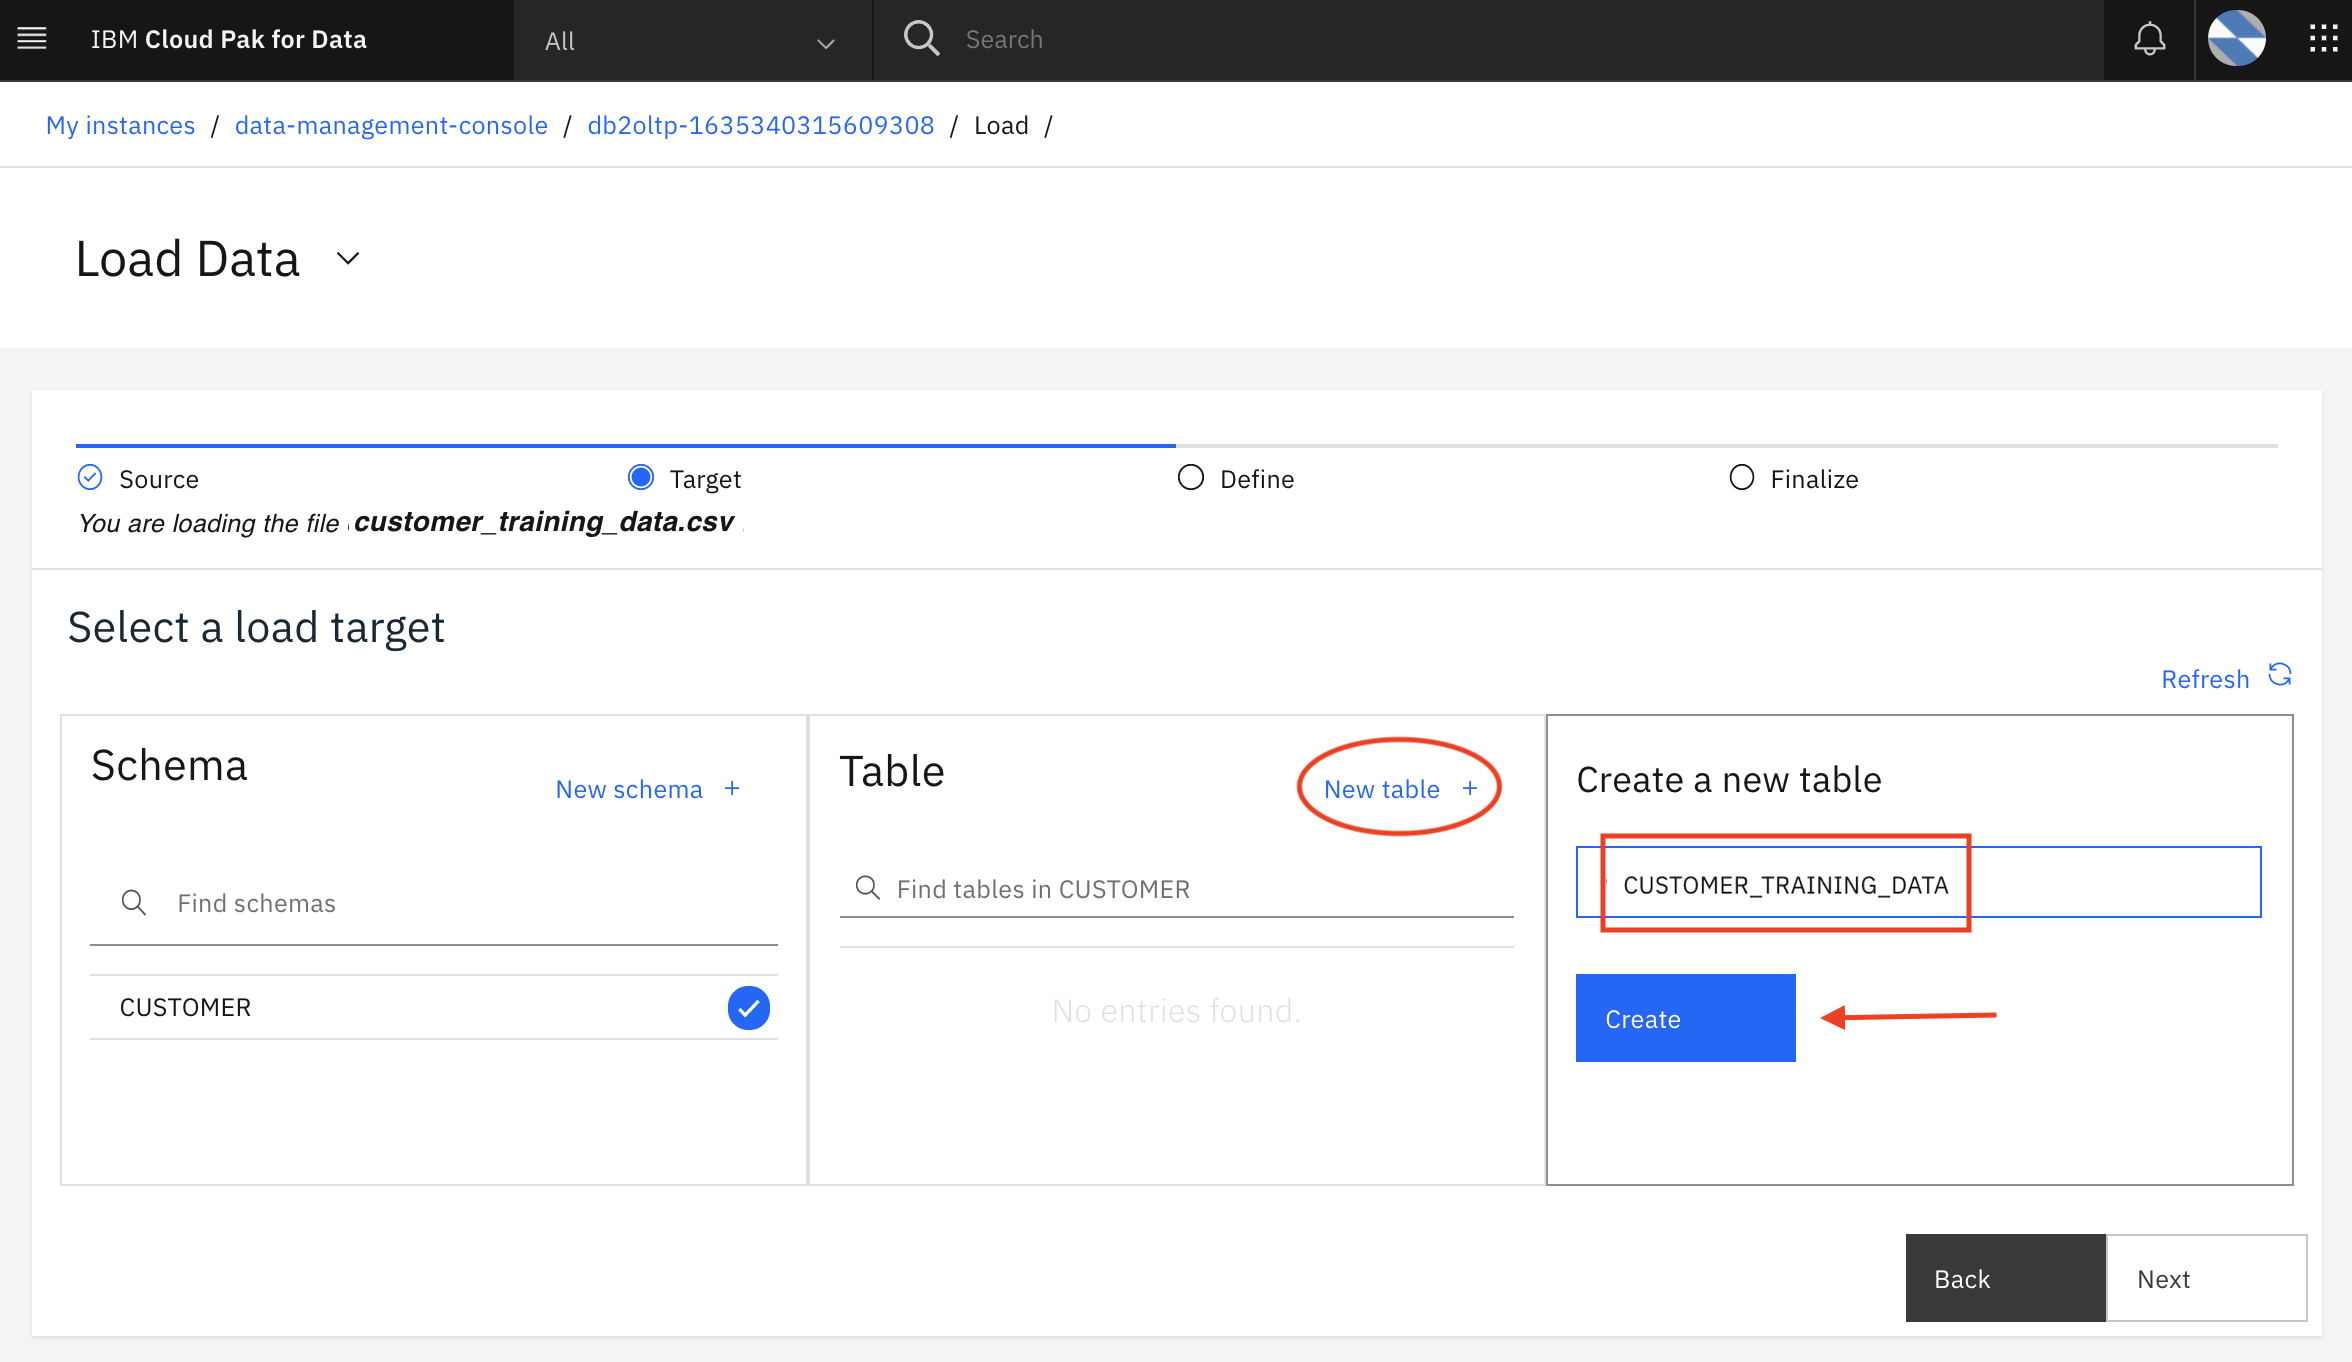 IBM Cloud Pak for Data
All
Search
My instances / data-management-console / db2oltp-1635340315609308 / Load /
Load Data
Source
Target
Define
Finalize
You are loading the file customer_training_data.csv
Select a load target
Refresh
Schema
New schema +
Find schemas
CUSTOMER
Table
New table +
Find tables in CUSTOMER
No entries found.
Create a new table
CUSTOMER_TRAINING_DATA
Create
Back
Next